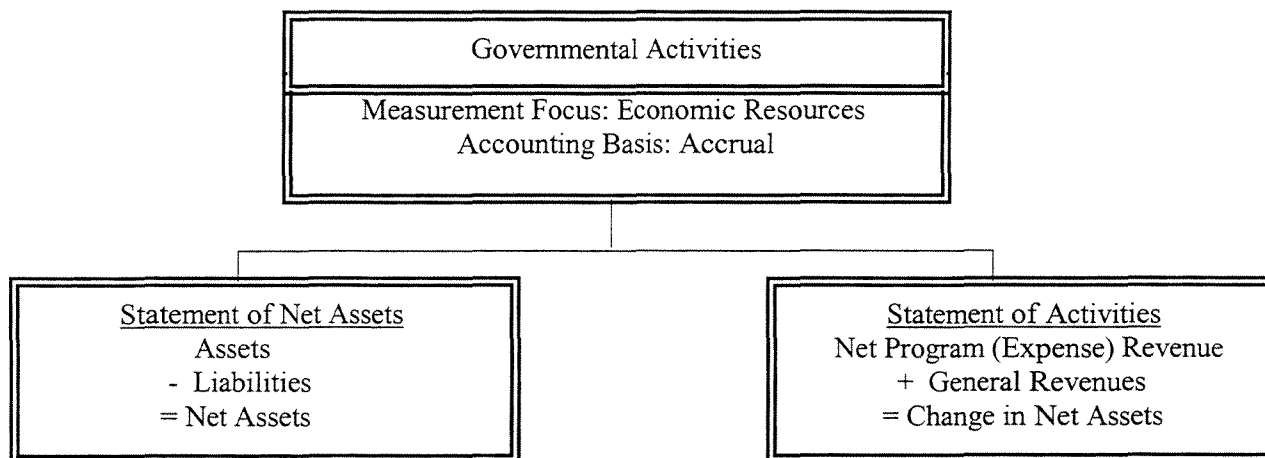 Governmental Activities
Measurement Focus: Economic Resources
Accounting Basis: Accrual
Statement of Net Assets
Assets
- Liabilities
= Net Assets
Statement of Activities
Net Program (Expense) Revenue
+ General Revenues
= Change in Net Assets